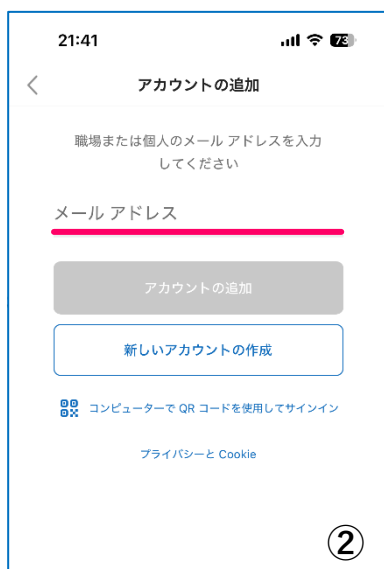 21:41
73
アカウントの追加
職場または個人のメール アドレスを入力
してください
メール アドレス
アカウントの追加
新しいアカウントの作成
コンピューターで QR コードを使用してサインイン
プライバシーと Cookie
②